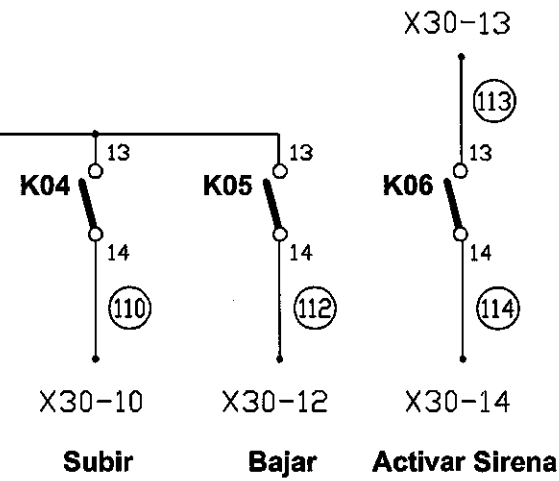 X30-13
113
13 13 13
K04 K05 K06
14 14 14
110 112 114
X30-10 X30-12 X30-14
Subir Bajar Activar Sirena